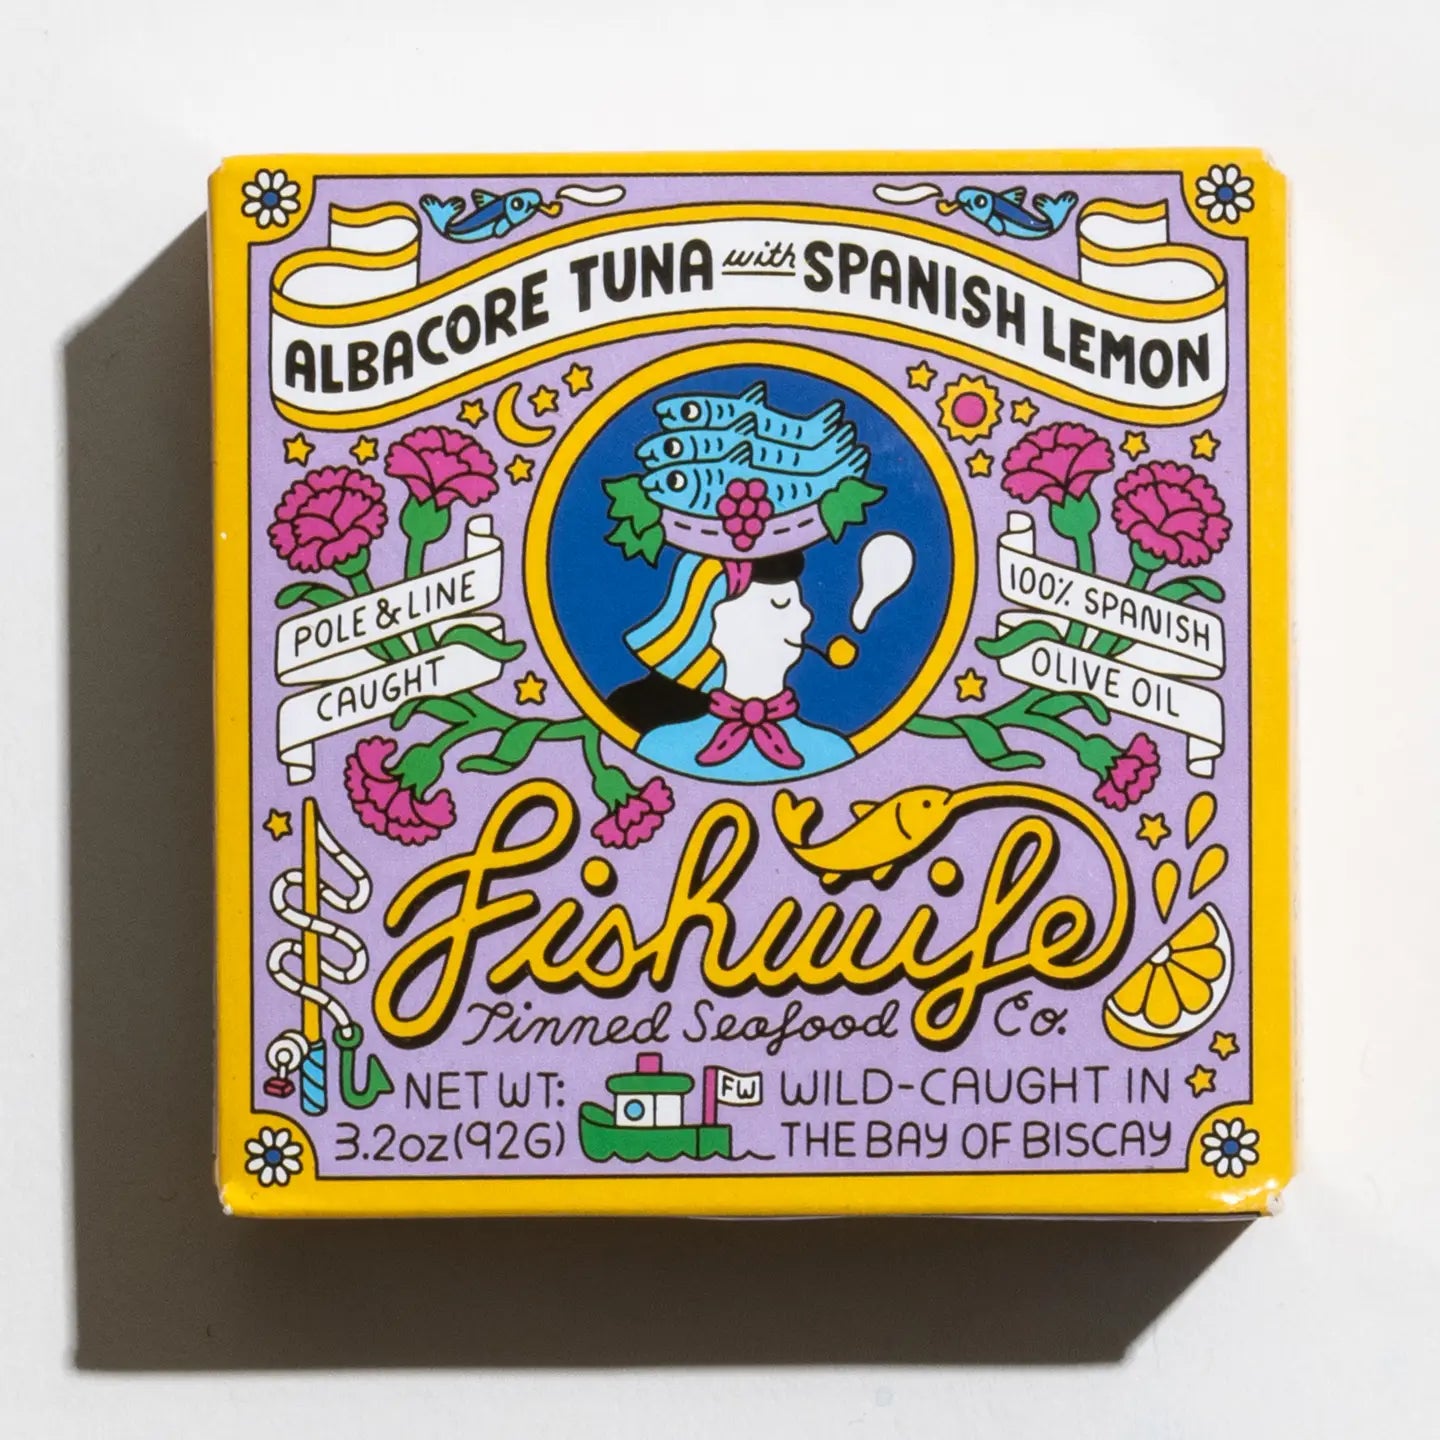 ALBACORE TUNA with SPANISH LEMON
POLE & LINE
CAUGHT
100% SPANISH
OLIVE OIL
Fishwife
Tinned Seafood Co.
NET WT:
3.2oz(92G)
FW
WILD-CAUGHT IN
THE BAY OF BISCAY